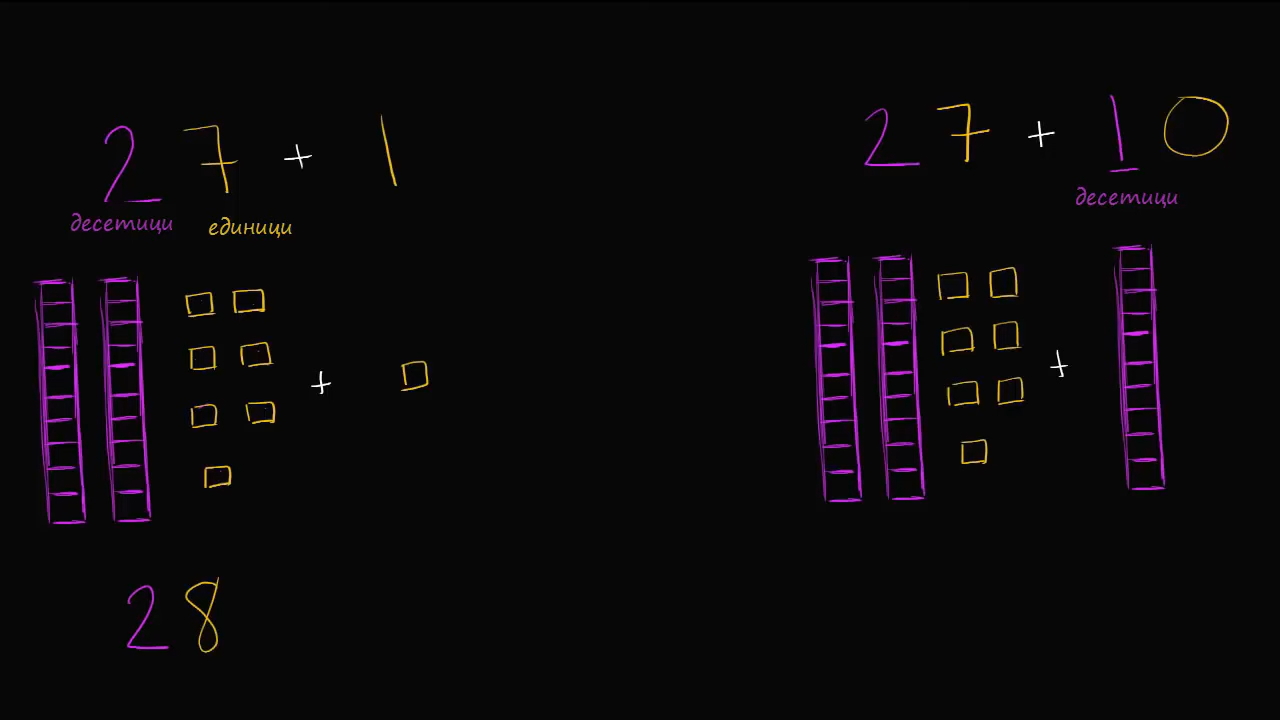 27 + 1
десетици единици
+
28
27 + 10
десетици
+